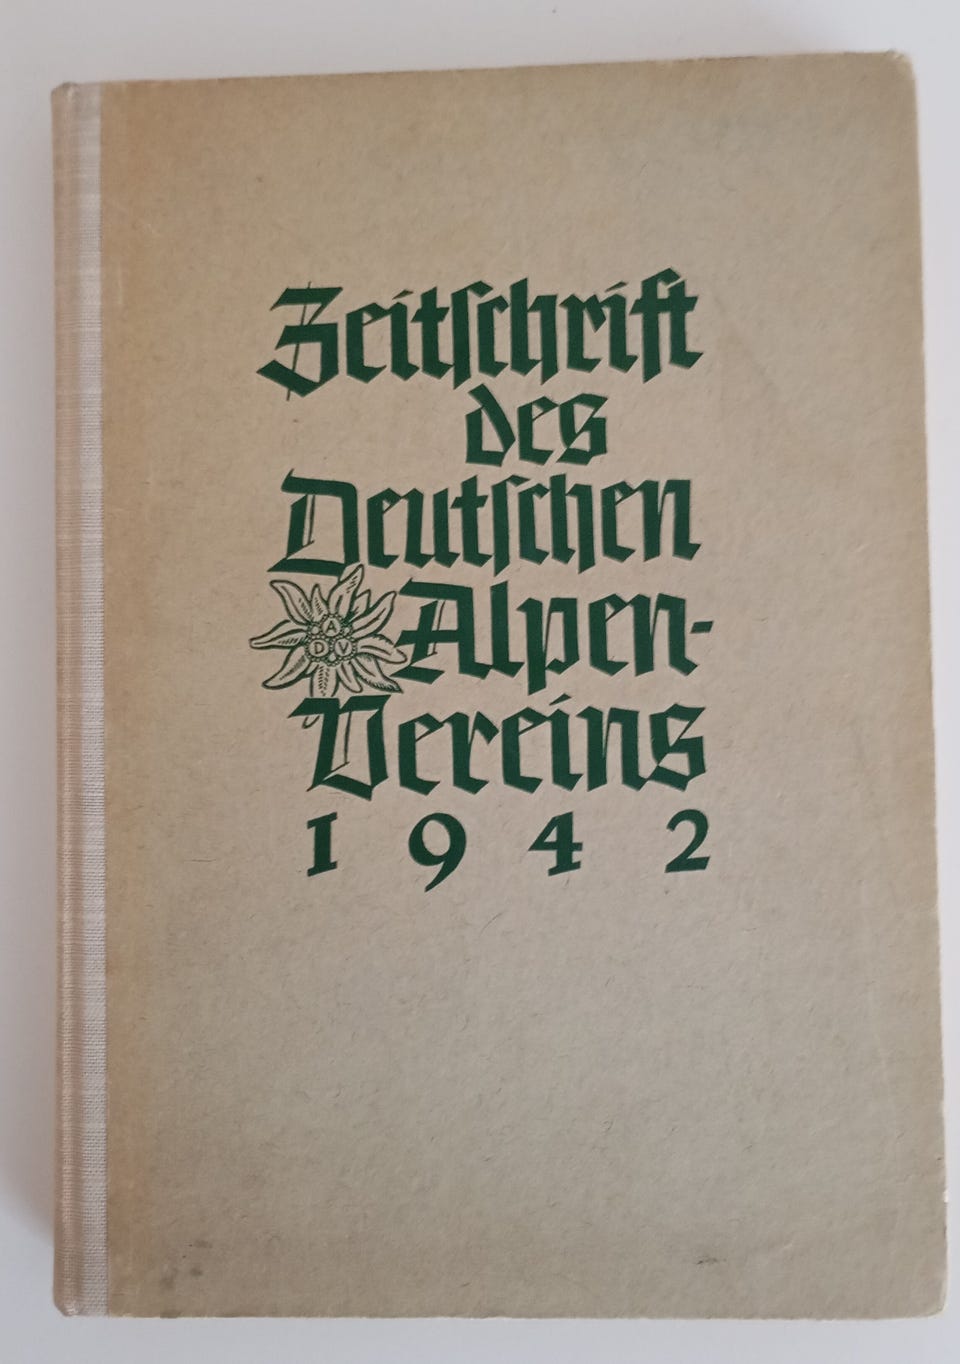 Zeitschrift
des
Deutschen
A
D V
Alpen-
Vereins
1942